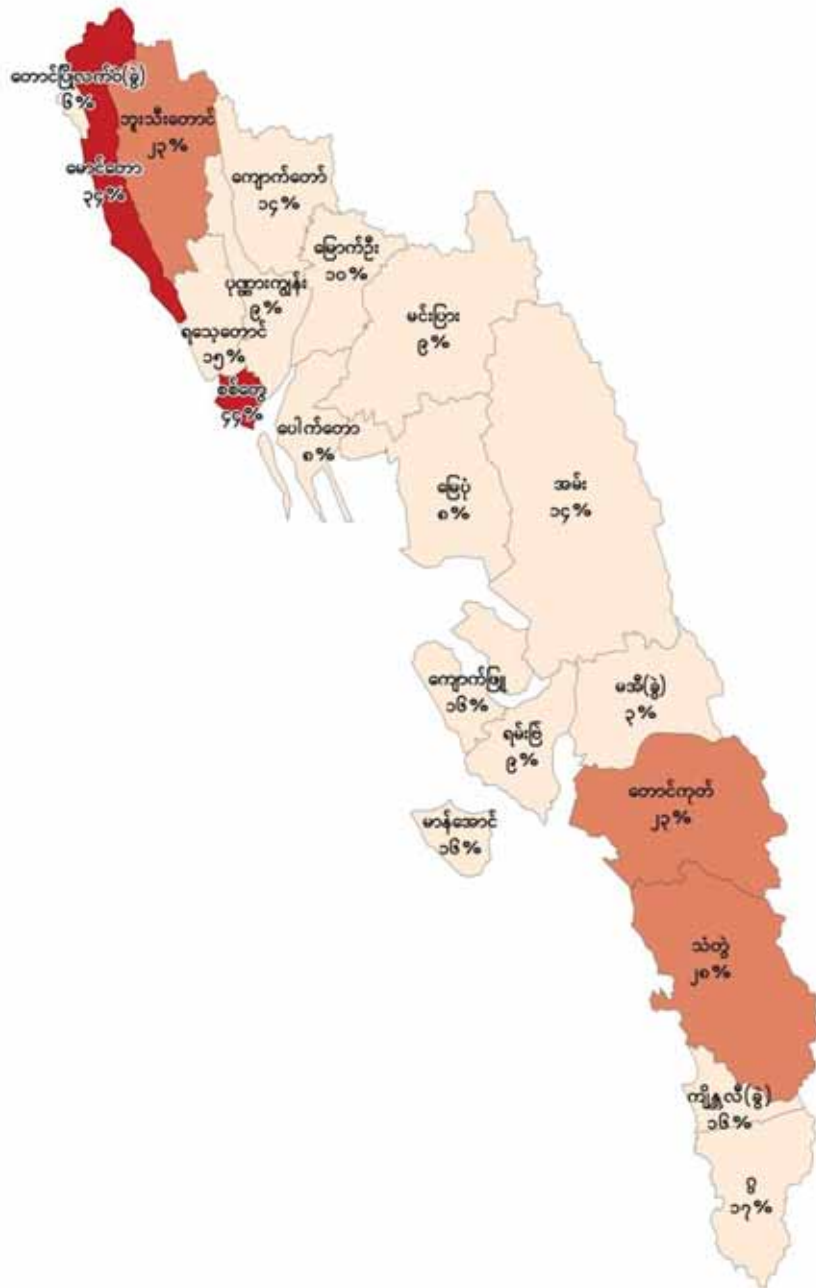 တောင်ပြိုလက်ဝဲ(ခွဲ)
၆%
ဘူးသီးတောင်
၂၃%
မောင်တော
၃၄%
ကျောက်တော်
၁၄%
မြောက်ဦး
၁၀%
ပုဏ္ဏားကျွန်း
၉%
မင်းပြား
၉%
ရသေ့တောင်
၁၅%
စစ်တွေ
၄၄%
ပေါက်တော
၈%
မြေပုံ
၈%
အမ်း
၁၄%
ကျောက်ဖြူ
၁၆%
မအီ(ခွဲ)
၃%
ရမ်းဗြဲ
၉%
တောင်ကုတ်
၂၃%
မာန်အောင်
၁၆%
သံတွဲ
၂၈%
ကျိန္တလီ(ခွဲ)
၁၆%
ဂွ
၁၇%